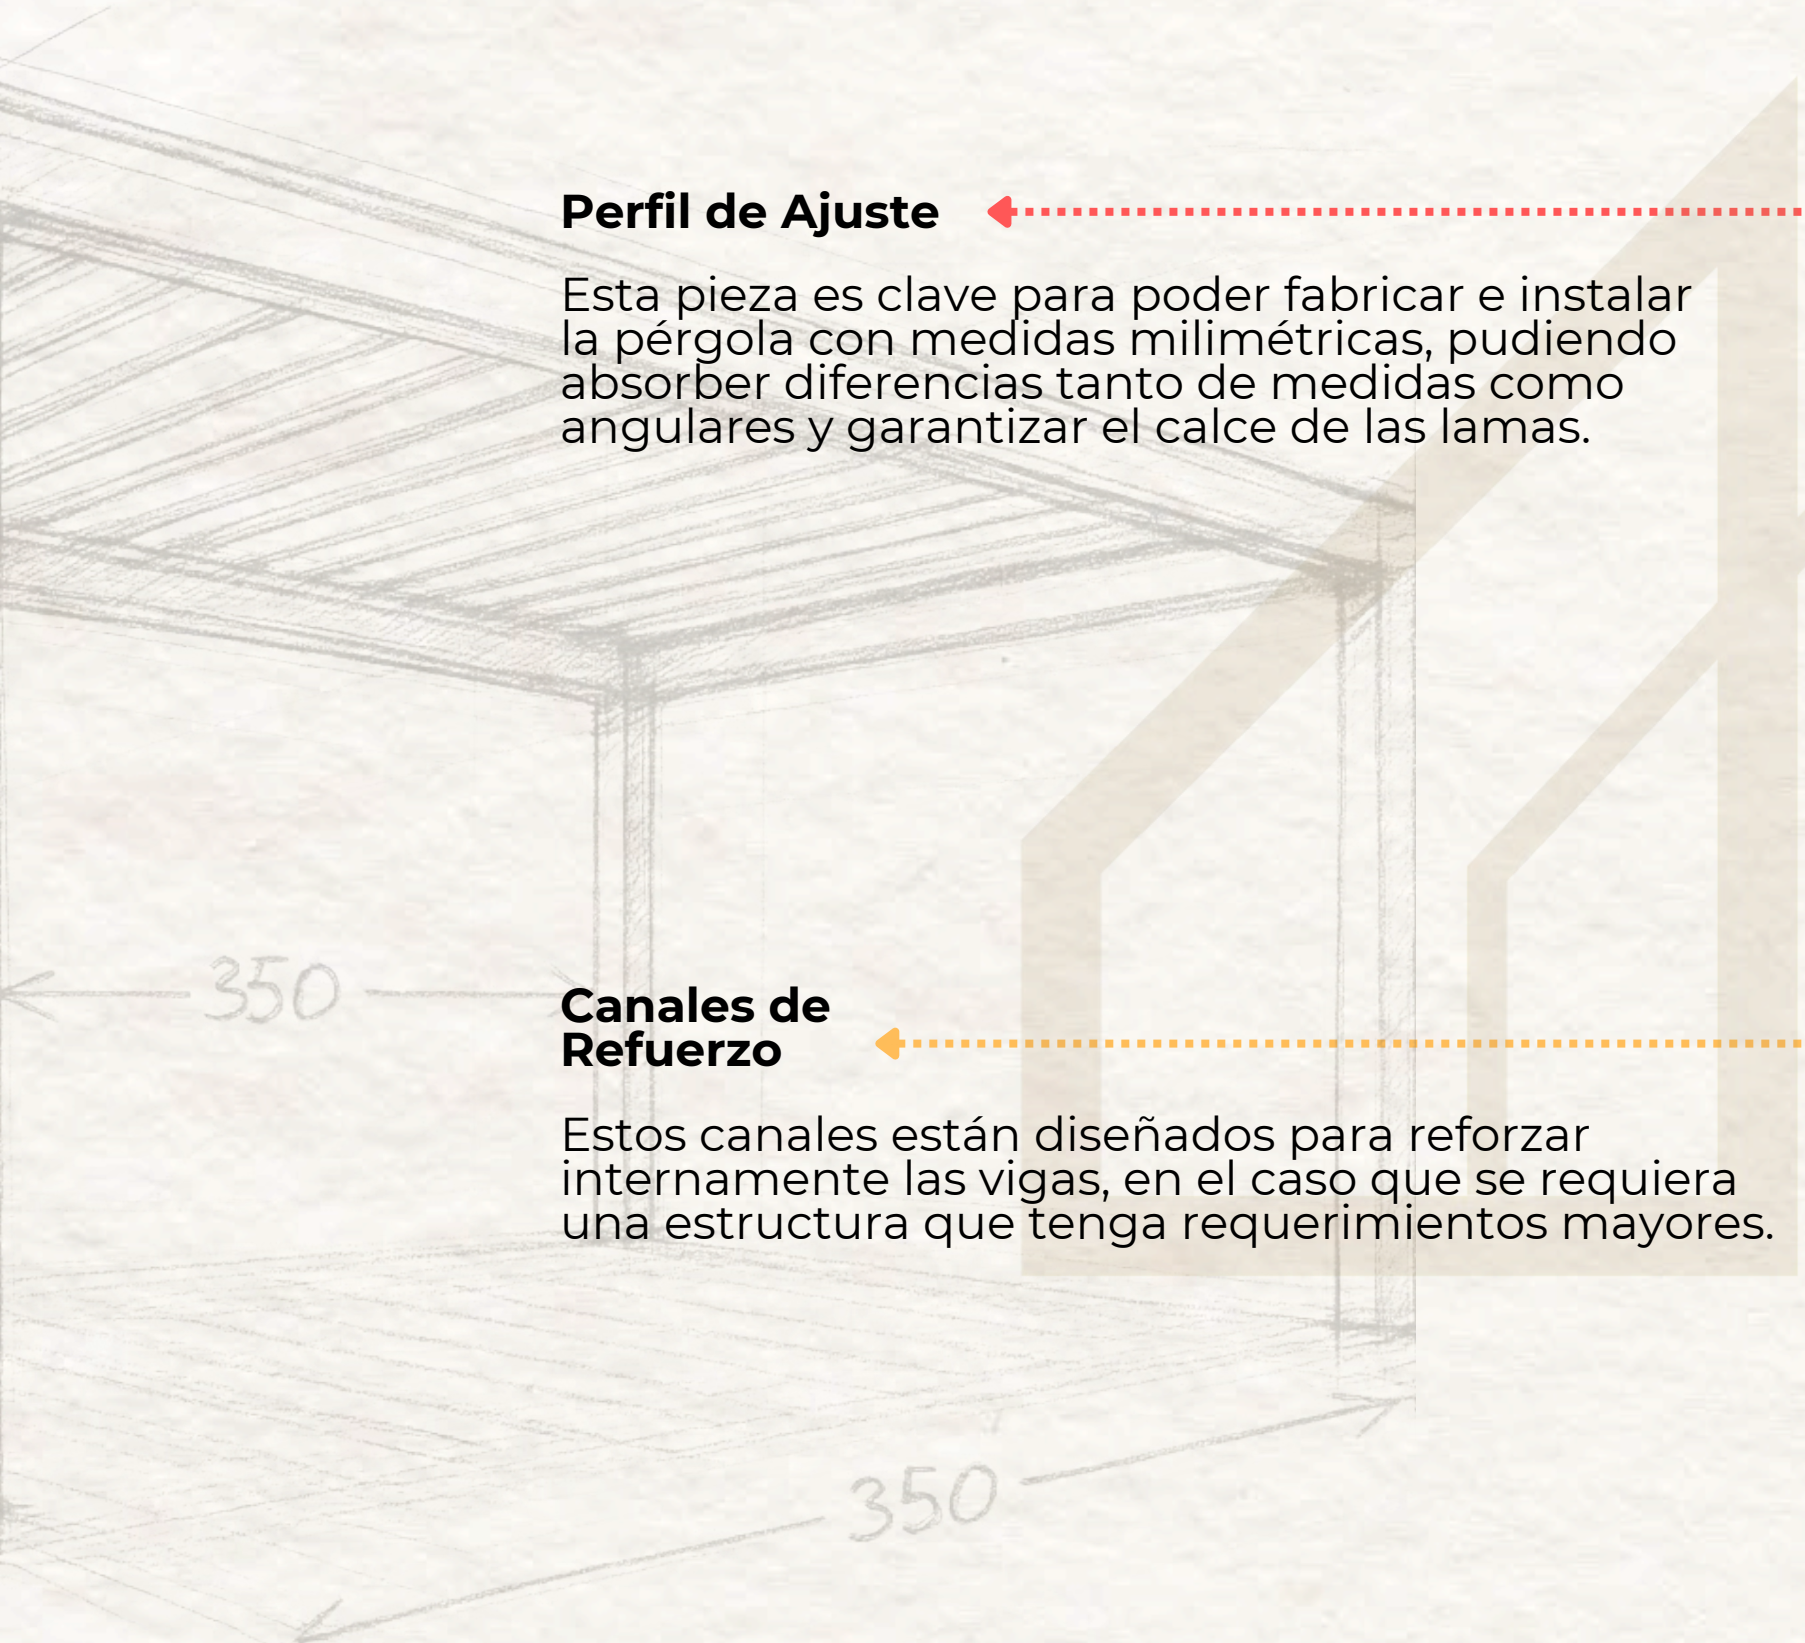 Perfil de Ajuste
Esta pieza es clave para poder fabricar e instalar
la pérgola con medidas milimétricas, pudiendo
absorber diferencias tanto de medidas como
angulares y garantizar el calce de las lamas.
350
Canales de
Refuerzo
Estos canales están diseñados para reforzar
internamente las vigas, en el caso que se requiera
una estructura que tenga requerimientos mayores.
350